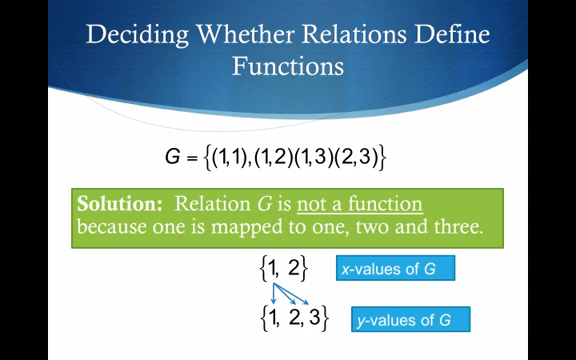 Deciding Whether Relations Define
Functions
G = {(1,1),(1,2)(1,3)(2,3)}
Solution: Relation G is not a function
because one is mapped to one, two and three.
{1, 2} x-values of G
{1, 2, 3} y-values of G